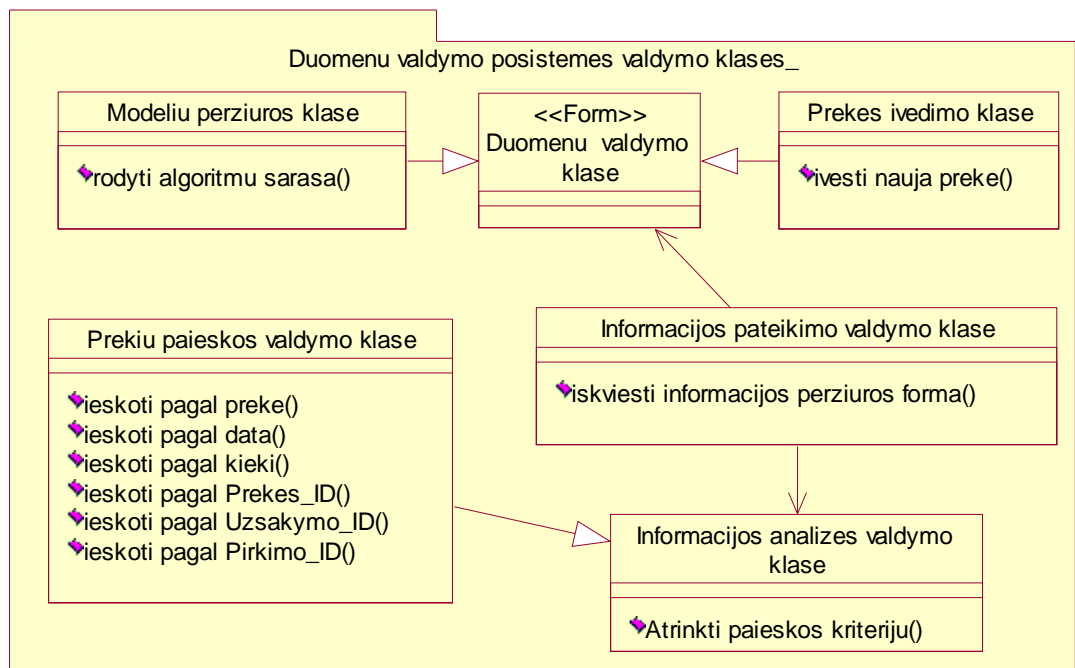 Duomenu valdymo posistemes valdymo klases_
Modeliu perziuros klase
rodyti algoritmu sarasa()
<<Form>>
Duomenu valdymo
klase
Prekes ivedimo klase
ivesti nauja preke()
Prekiu paieskos valdymo klase
ieskoti pagal preke()
ieskoti pagal data()
ieskoti pagal kieki()
ieskoti pagal Prekes_ID()
ieskoti pagal Uzsakymo_ID()
ieskoti pagal Pirkimo_ID()
Informacijos pateikimo valdymo klase
iskviesti informacijos perziuros forma()
Informacijos analizes valdymo
klase
Atrinkti paieskos kriteriju()